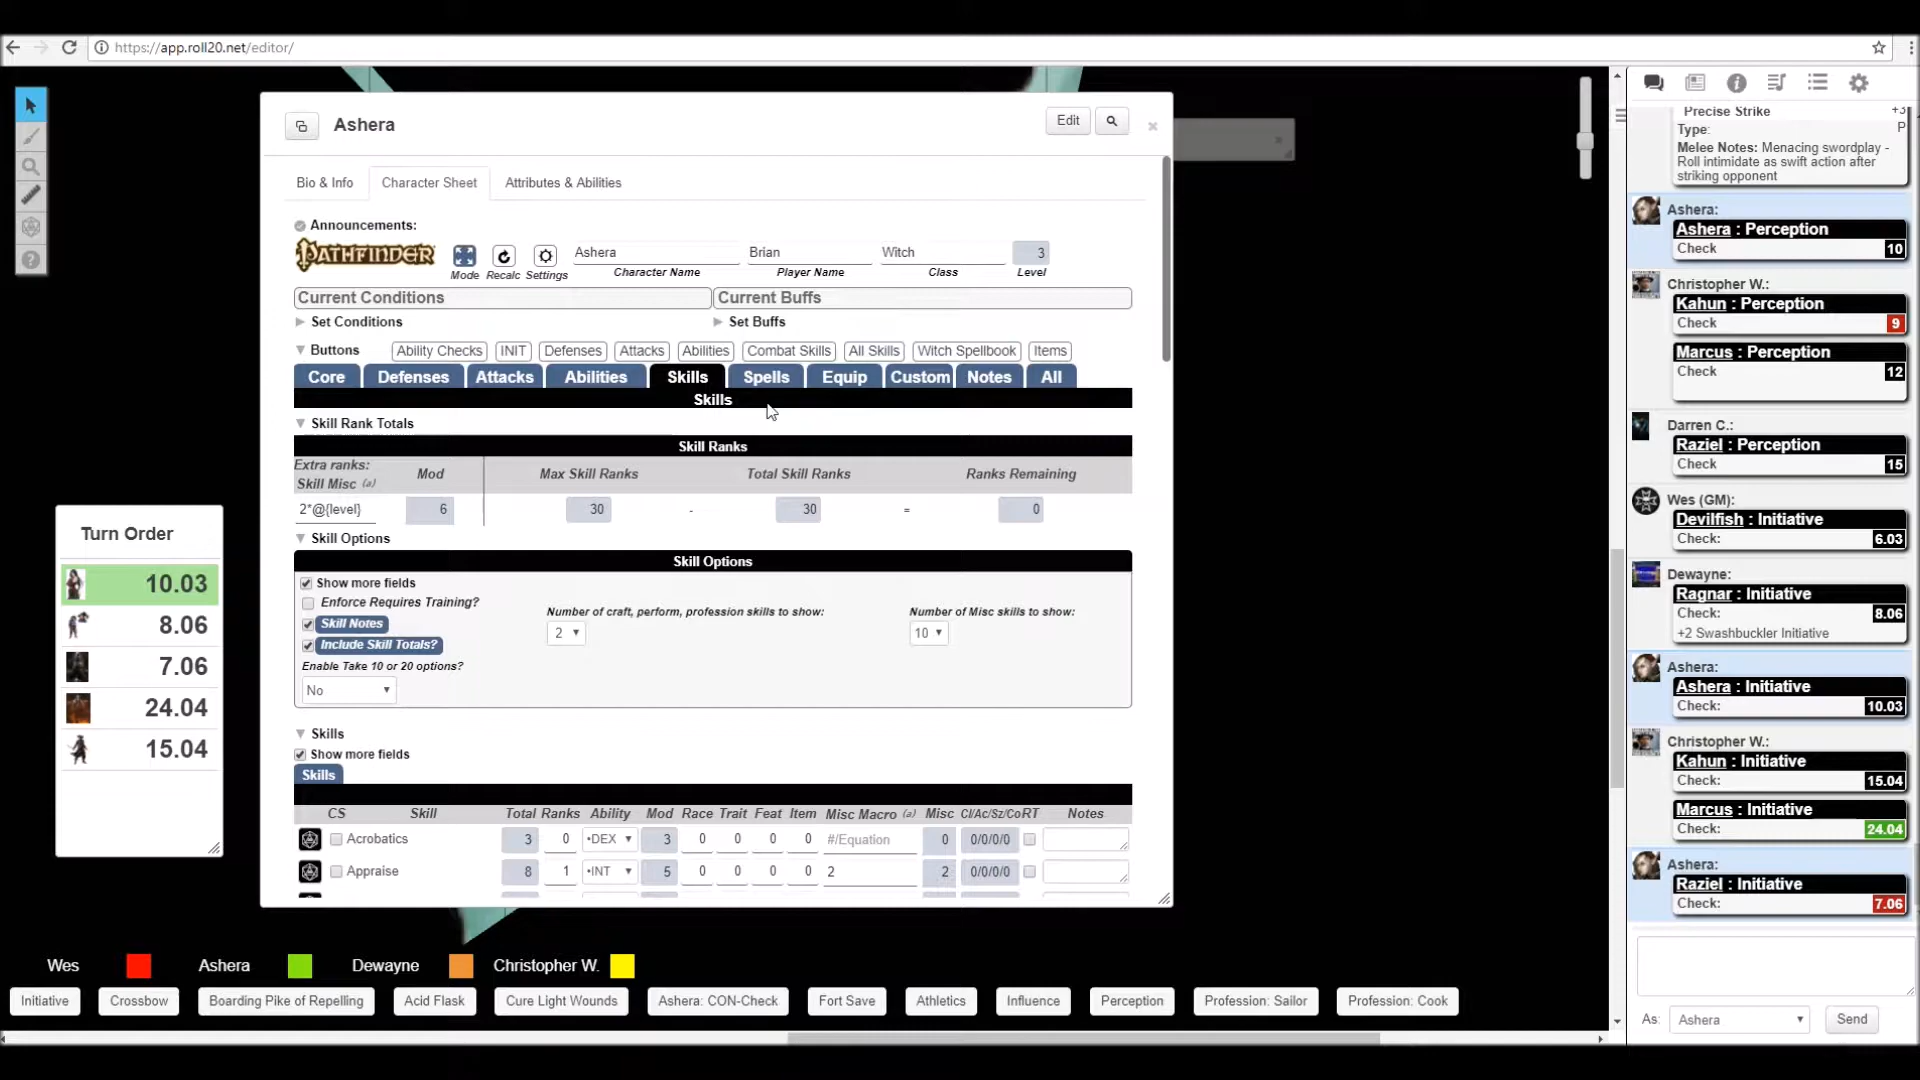 https://app.roll20.net/editor/
Ashera
Edit
Bio & Info
Character Sheet
Attributes & Abilities
Announcements:
PATHFINDER
Mode
Recalc
Settings
Ashera
Character Name
Brian
Player Name
Witch
Class
3
Level
Current Conditions
Current Buffs
Set Conditions
Set Buffs
Buttons
Ability Checks
INIT
Defenses
Attacks
Abilities
Combat Skills
All Skills
Witch Spellbook
Items
Core
Defenses
Attacks
Abilities
Skills
Spells
Equip
Custom
Notes
All
Skills
Skill Rank Totals
Skill Ranks
Extra ranks:
Skill Misc (a)
Mod
Max Skill Ranks
Total Skill Ranks
Ranks Remaining
2*@{level}
6
30
-
30
=
0
Skill Options
Skill Options
Show more fields
Enforce Requires Training?
Skill Notes
Include Skill Totals?
Enable Take 10 or 20 options?
No
Number of craft, perform, profession skills to show:
2
Number of Misc skills to show:
10
Skills
Show more fields
Skills
CS Skill Total Ranks Ability Mod Race Trait Feat Item Misc Macro (a) Misc Cl/Ac/Sz/Co RT Notes
Acrobatics 3 0 •DEX 3 0 0 0 0 #/Equation 0 0/0/0/0
Appraise 8 1 •INT 5 0 0 0 0 2 2 0/0/0/0
Turn Order
10.03
8.06
7.06
24.04
15.04
Wes
Ashera
Dewayne
Christopher W.
Initiative
Crossbow
Boarding Pike of Repelling
Acid Flask
Cure Light Wounds
Ashera: CON-Check
Fort Save
Athletics
Influence
Perception
Profession: Sailor
Profession: Cook
Precise Strike +3
Type: P
Melee Notes: Menacing swordplay -
Roll intimidate as swift action after
striking opponent
Ashera:
Ashera : Perception
Check 10
Christopher W.:
Kahun : Perception
Check 9
Marcus : Perception
Check 12
Darren C.:
Raziel : Perception
Check 15
Wes (GM):
Devilfish : Initiative
Check: 6.03
Dewayne:
Ragnar : Initiative
Check: 8.06
+2 Swashbuckler Initiative
Ashera:
Ashera : Initiative
Check: 10.03
Christopher W.:
Kahun : Initiative
Check: 15.04
Marcus : Initiative
Check: 24.04
Ashera:
Raziel : Initiative
Check: 7.06
As: Ashera
Send